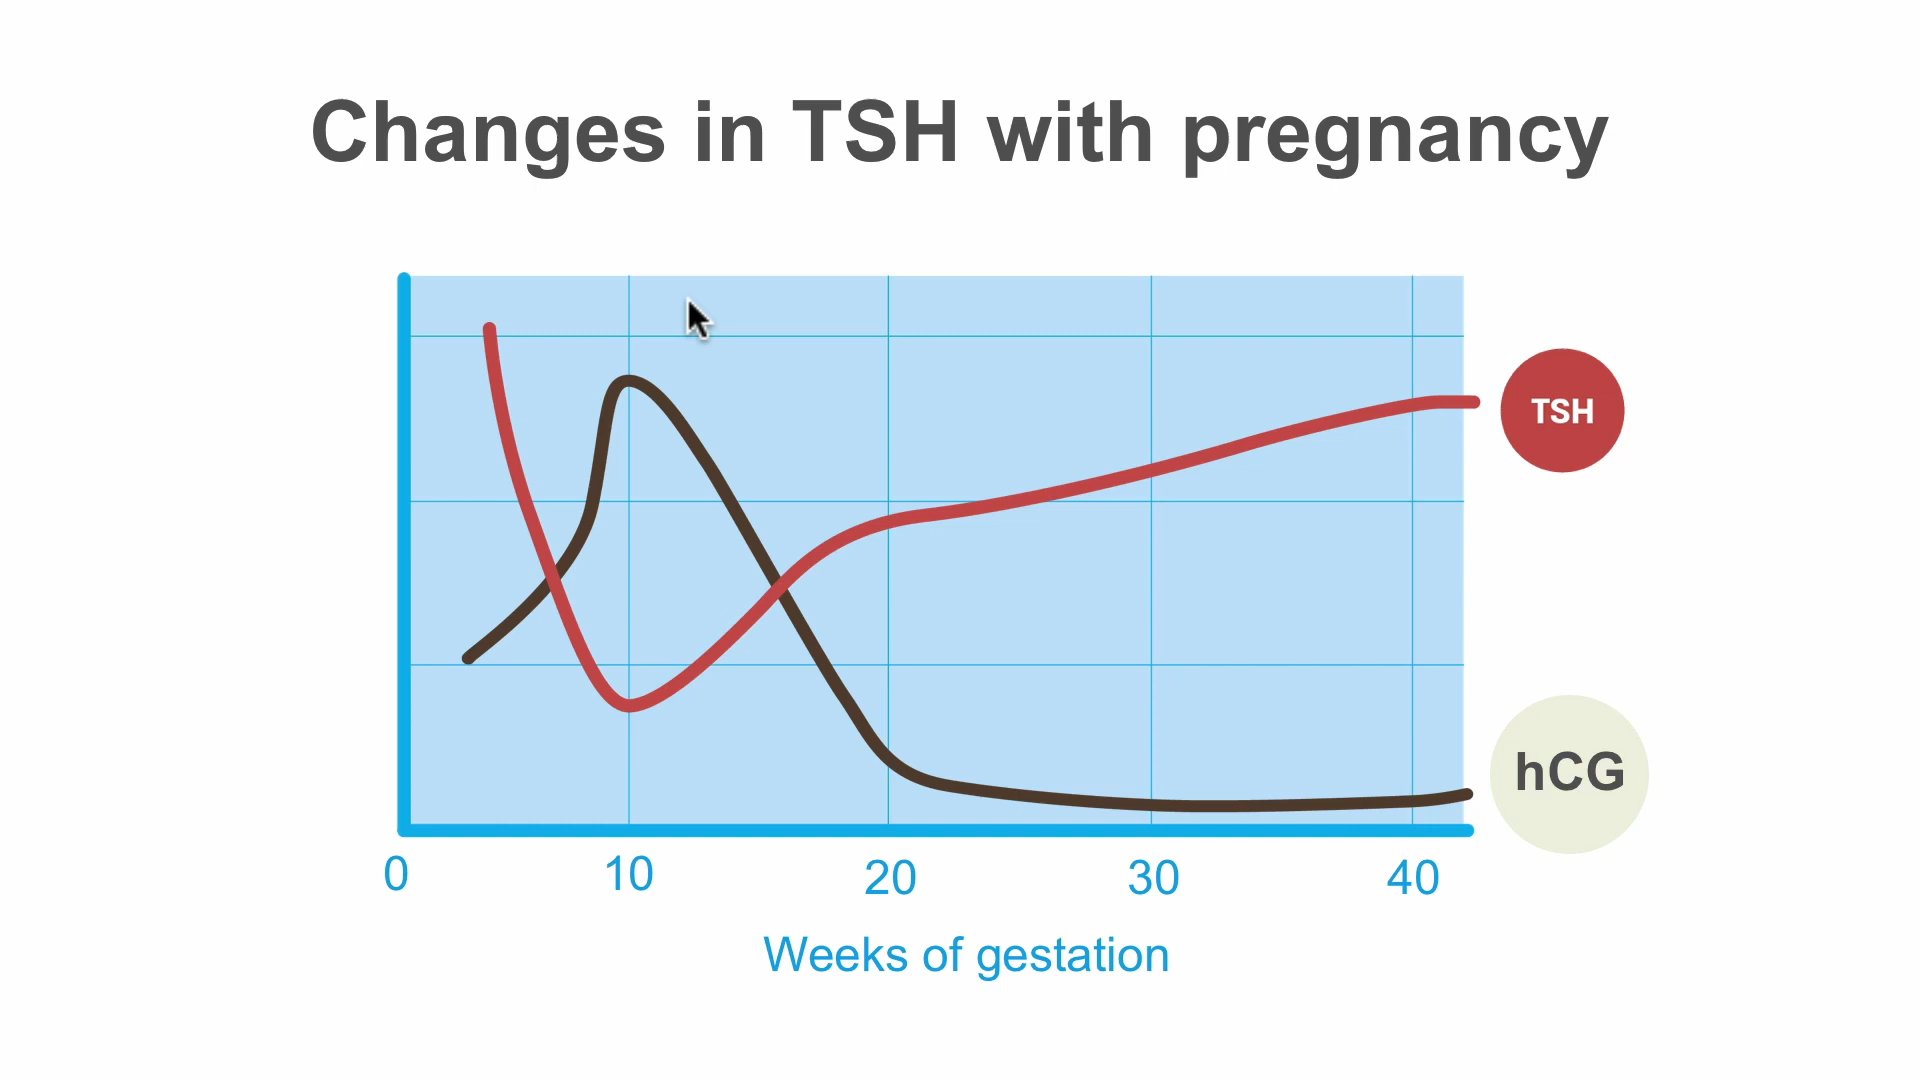 Changes in TSH with pregnancy
TSH
hCG
0 10 20 30 40
Weeks of gestation